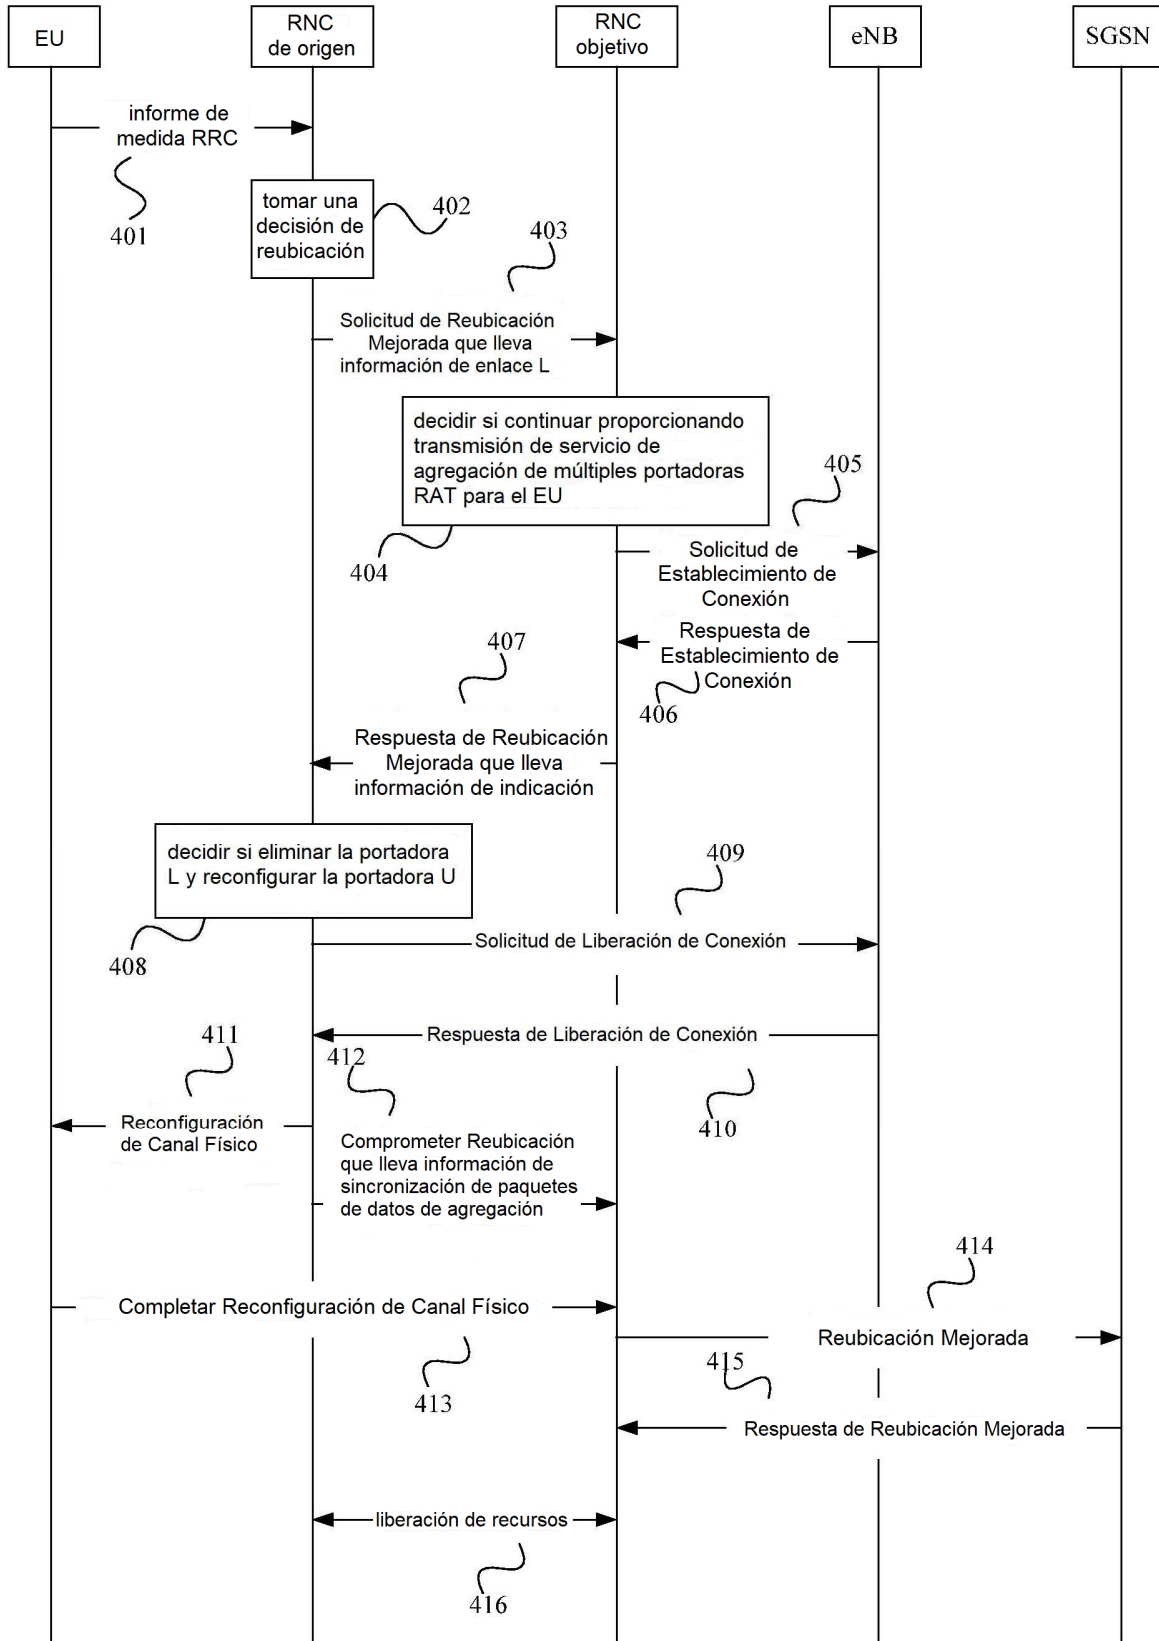 EU
RNC
de origen
RNC
objetivo
eNB
SGSN
informe de
medida RRC
401
tomar una
decisión de
reubicación
402
403
Solicitud de Reubicación
Mejorada que lleva
información de enlace L
decidir si continuar proporcionando
transmisión de servicio de
agregación de múltiples portadoras
RAT para el EU
404
405
Solicitud de
Establecimiento de
Conexión
Respuesta de
Establecimiento de
Conexión
406
407
Respuesta de Reubicación
Mejorada que lleva
información de indicación
decidir si eliminar la portadora
L y reconfigurar la portadora U
408
409
Solicitud de Liberación de Conexión
Respuesta de Liberación de Conexión
410
411
Reconfiguración
de Canal Físico
412
Comprometer Reubicación
que lleva información de
sincronización de paquetes
de datos de agregación
Completar Reconfiguración de Canal Físico
413
414
Reubicación Mejorada
415
Respuesta de Reubicación Mejorada
liberación de recursos
416